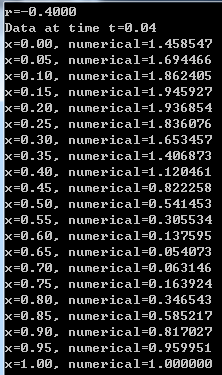 r=-0.4000
Data at time t=0.04
x=0.00, numerical=1.458547
x=0.05, numerical=1.694466
x=0.10, numerical=1.862405
x=0.15, numerical=1.945927
x=0.20, numerical=1.936854
x=0.25, numerical=1.836076
x=0.30, numerical=1.653457
x=0.35, numerical=1.406873
x=0.40, numerical=1.120461
x=0.45, numerical=0.822258
x=0.50, numerical=0.541453
x=0.55, numerical=0.305534
x=0.60, numerical=0.137595
x=0.65, numerical=0.054073
x=0.70, numerical=0.063146
x=0.75, numerical=0.163924
x=0.80, numerical=0.346543
x=0.85, numerical=0.585217
x=0.90, numerical=0.817027
x=0.95, numerical=0.959951
x=1.00, numerical=1.000000